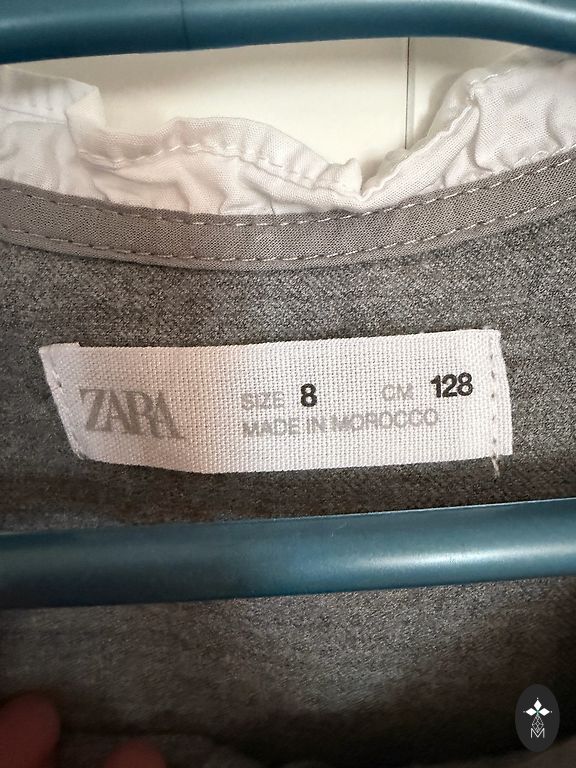 ZARA
SIZE 8 CM 128
MADE IN MOROCCO
M